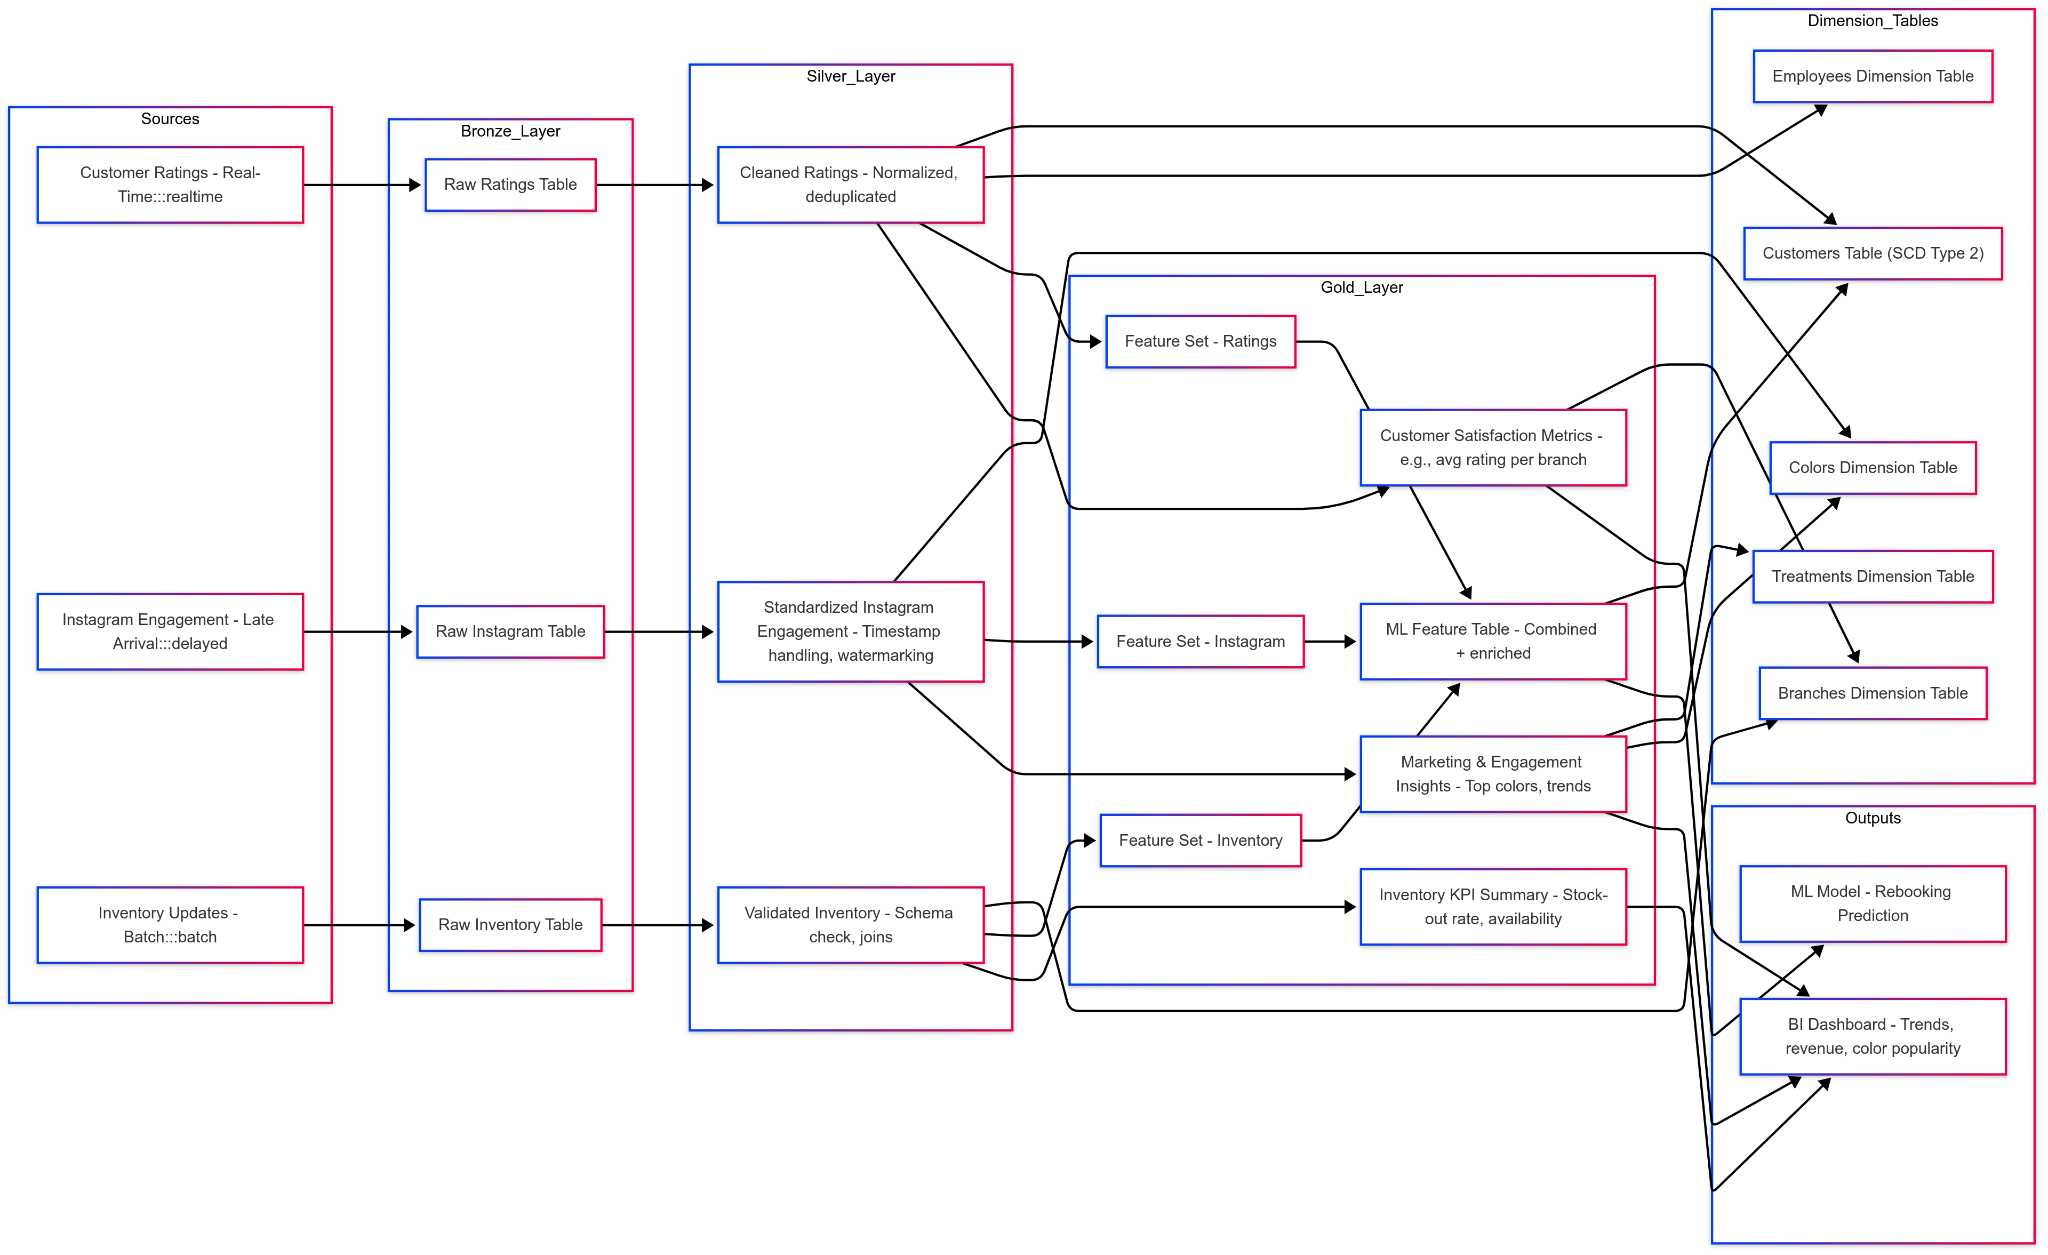 Sources
Customer Ratings - Real-
Time:::realtime
Instagram Engagement - Late
Arrival:::delayed
Inventory Updates -
Batch:::batch
Bronze_Layer
Raw Ratings Table
Raw Instagram Table
Raw Inventory Table
Silver_Layer
Cleaned Ratings - Normalized,
deduplicated
Standardized Instagram
Engagement - Timestamp
handling, watermarking
Validated Inventory - Schema
check, joins
Gold_Layer
Feature Set - Ratings
Feature Set - Instagram
Feature Set - Inventory
Customer Satisfaction Metrics -
e.g., avg rating per branch
ML Feature Table - Combined
+ enriched
Marketing & Engagement
Insights - Top colors, trends
Inventory KPI Summary - Stock-
out rate, availability
Dimension_Tables
Employees Dimension Table
Customers Table (SCD Type 2)
Colors Dimension Table
Treatments Dimension Table
Branches Dimension Table
Outputs
ML Model - Rebooking
Prediction
BI Dashboard - Trends,
revenue, color popularity